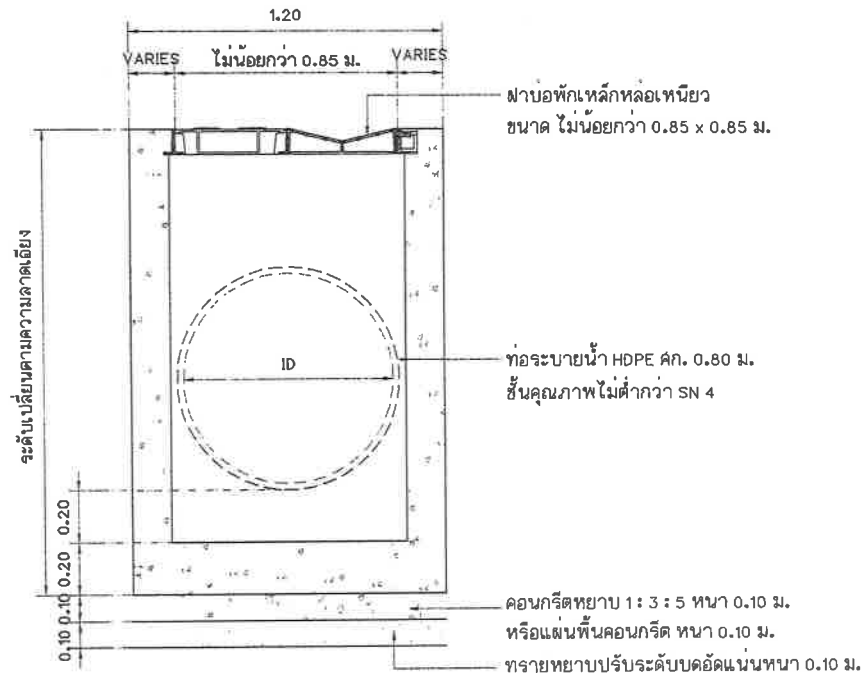 1.20
VARIES
ไม่น้อยกว่า 0.85 ม.
VARIES
ฝาบ่อพักเหล็กหล่อเหนียว
ขนาด ไม่น้อยกว่า 0.85 x 0.85 ม.
ระดับเปลี่ยนตามความลาดเอียง
ID
ท่อระบายน้ำ HDPE ศก. 0.80 ม.
ชั้นคุณภาพไม่ต่ำกว่า SN 4
0.20
0.20
0.10
0.10
คอนกรีตหยาบ 1 : 3 : 5 หนา 0.10 ม.
หรือแผ่นพื้นคอนกรีต หนา 0.10 ม.
ทรายหยาบปรับระดับบดอัดแน่นหนา 0.10 ม.